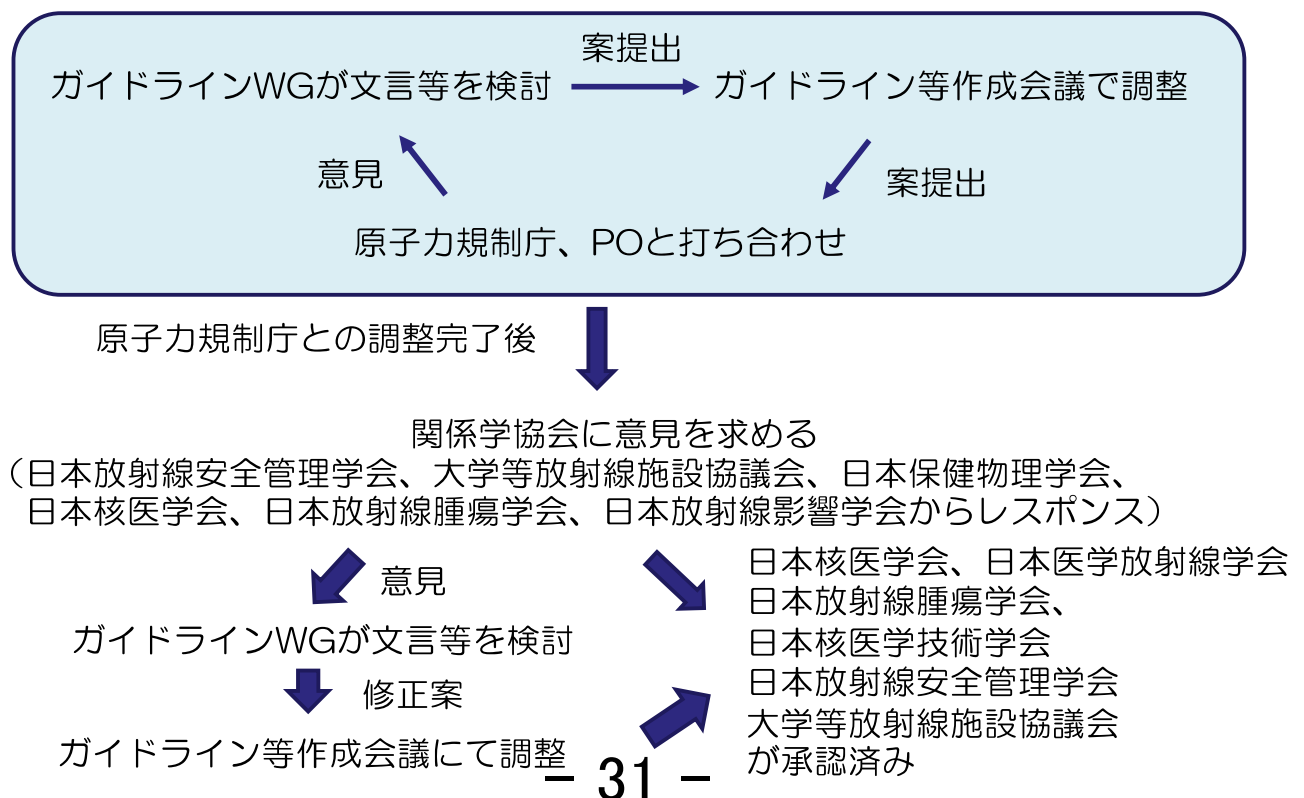 案提出
ガイドラインWGが文言等を検討
ガイドライン等作成会議で調整
意見
案提出
原子力規制庁、POと打ち合わせ
原子力規制庁との調整完了後
関係学協会に意見を求める
（日本放射線安全管理学会、大学等放射線施設協議会、日本保健物理学会、
日本核医学会、日本放射線腫瘍学会、日本放射線影響学会からレスポンス）
意見
ガイドラインWGが文言等を検討
修正案
ガイドライン等作成会議にて調整
日本核医学会、日本医学放射線学会
日本放射線腫瘍学会、
日本核医学技術学会
日本放射線安全管理学会
大学等放射線施設協議会
が承認済み
− 31 −